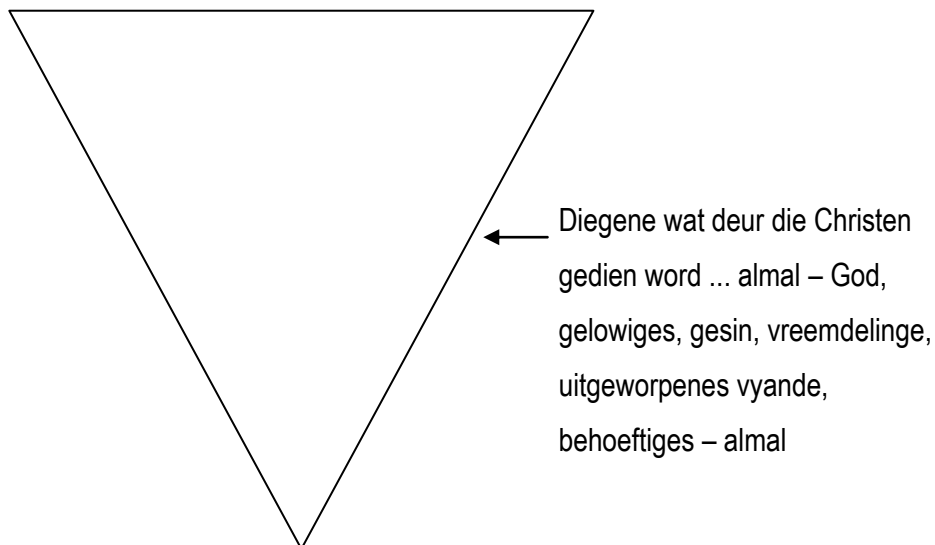 Diegene wat deur die Christen
gedien word ... almal – God,
gelowiges, gesin, vreemdelinge,
uitgeworpenes vyande,
behoeftiges – almal